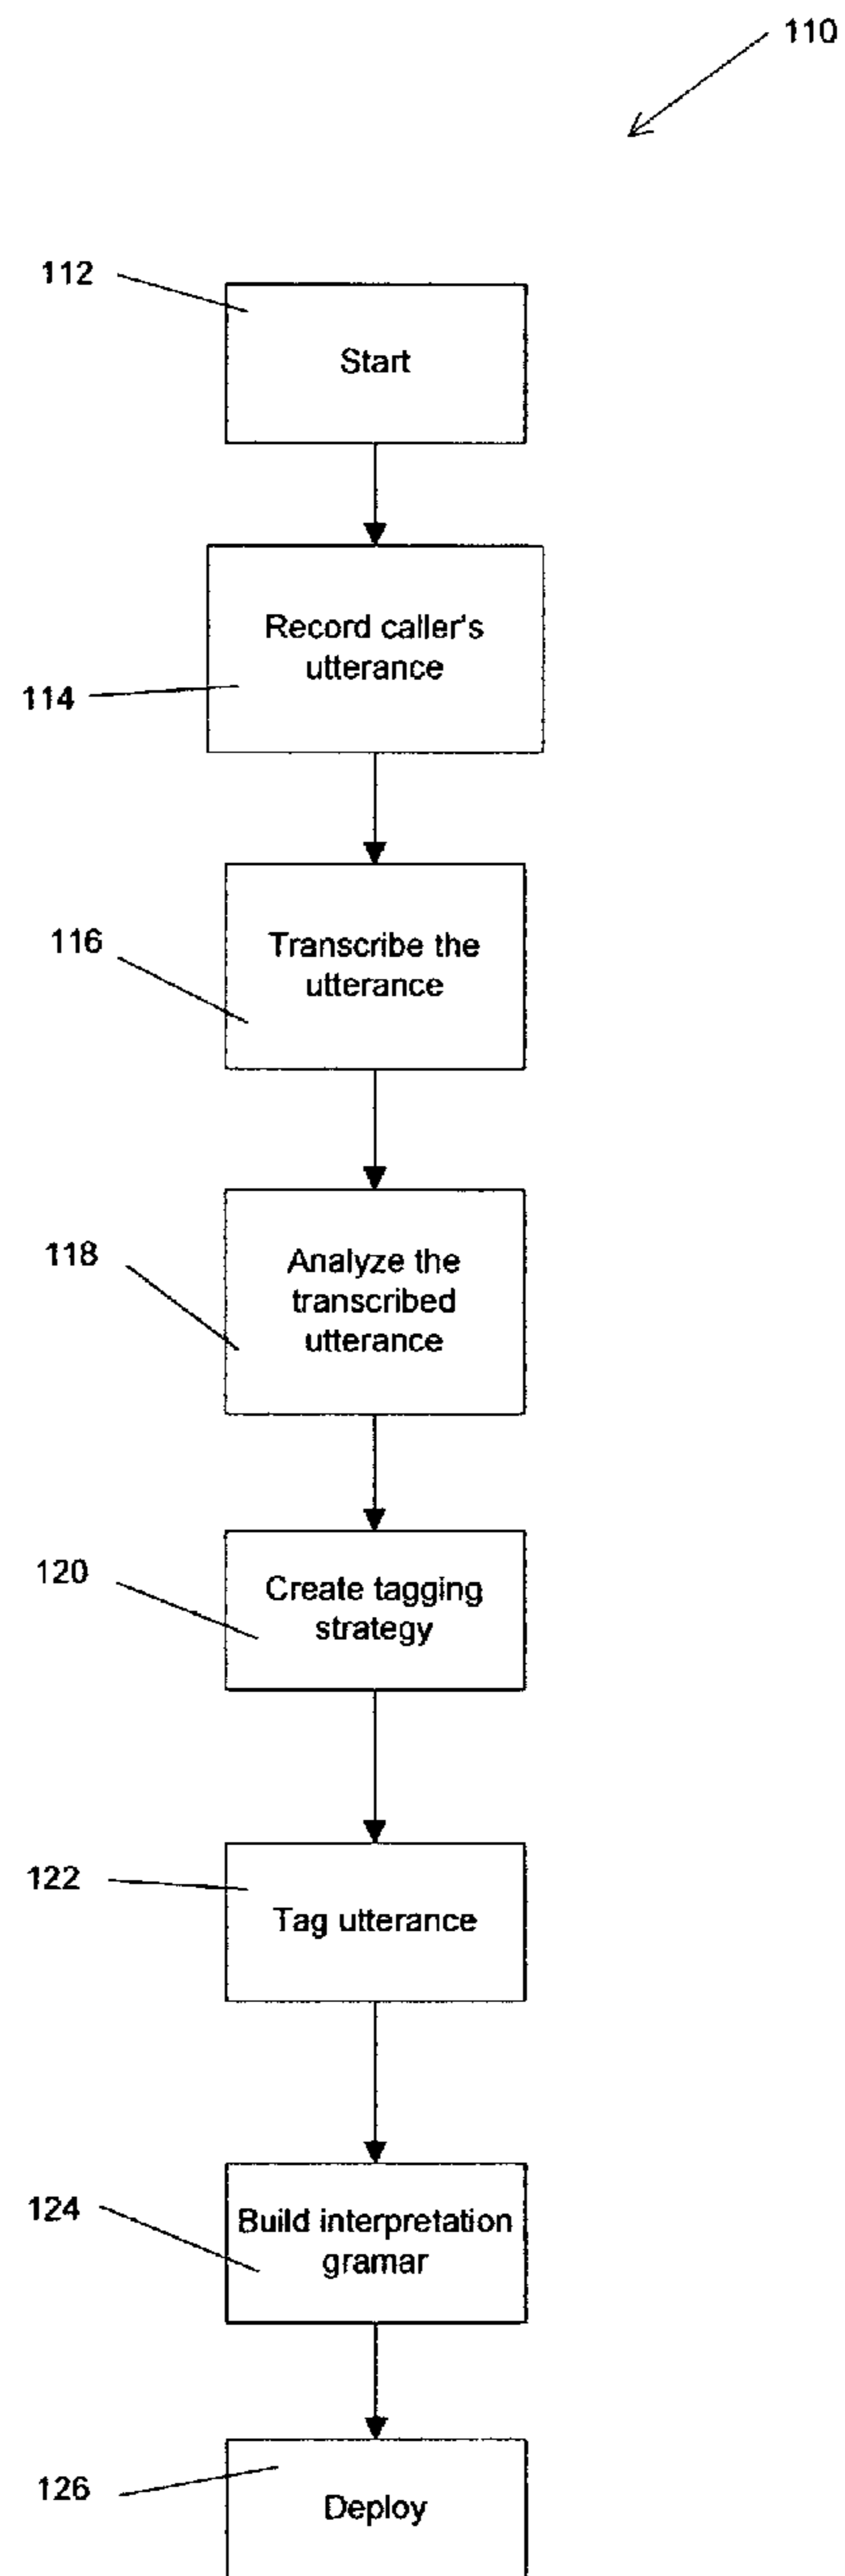 110
112
Start
Record caller's
utterance
114
116
Transcribe the
utterance
118
Analyze the
transcribed
utterance
120
Create tagging
strategy
122
Tag utterance
124
Build interpretation
gramar
126
Deploy